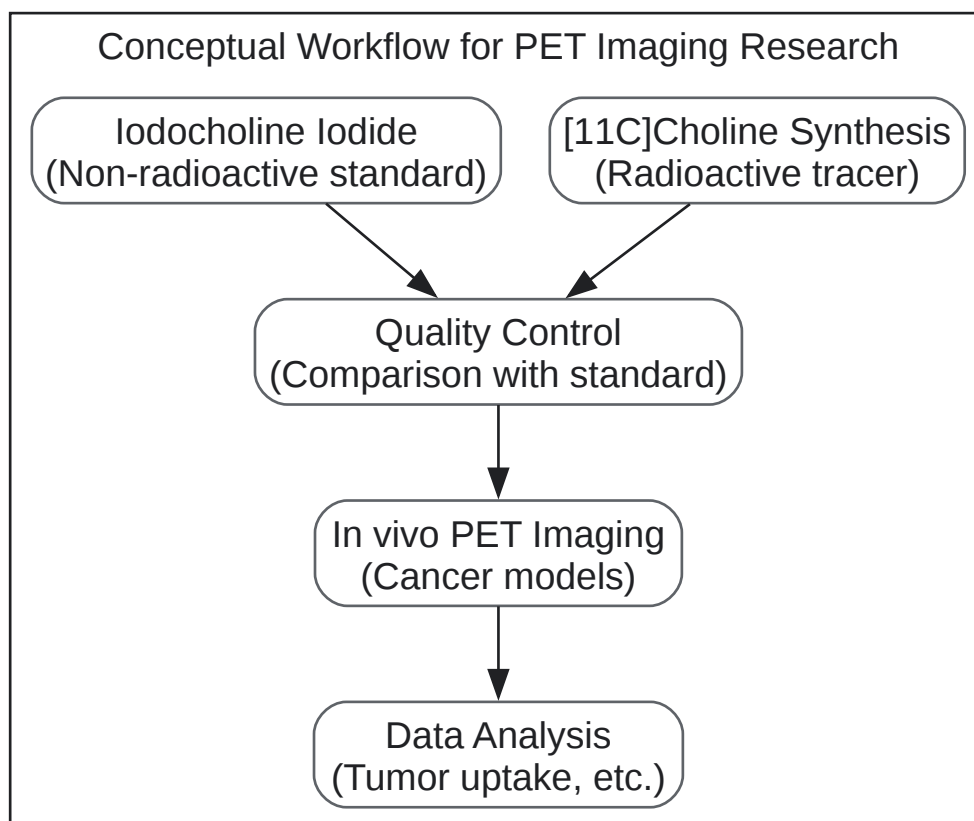 Conceptual Workflow for PET Imaging Research
Iodocholine Iodide
(Non-radioactive standard)
[11C]Choline Synthesis
(Radioactive tracer)
Quality Control
(Comparison with standard)
In vivo PET Imaging
(Cancer models)
Data Analysis
(Tumor uptake, etc.)